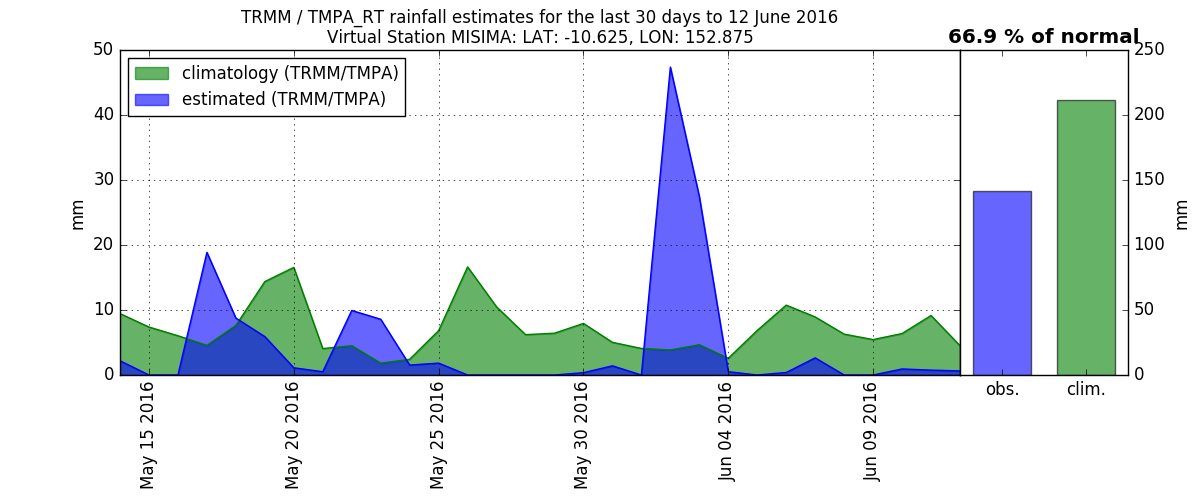 TRMM / TMPA_RT rainfall estimates for the last 30 days to 12 June 2016
Virtual Station MISIMA: LAT: -10.625, LON: 152.875
66.9 % of normal
climatology (TRMM/TMPA)
estimated (TRMM/TMPA)
50
40
30
20
10
0
mm
May 15 2016
May 20 2016
May 25 2016
May 30 2016
Jun 04 2016
Jun 09 2016
250
200
150
100
50
0
mm
obs.
clim.